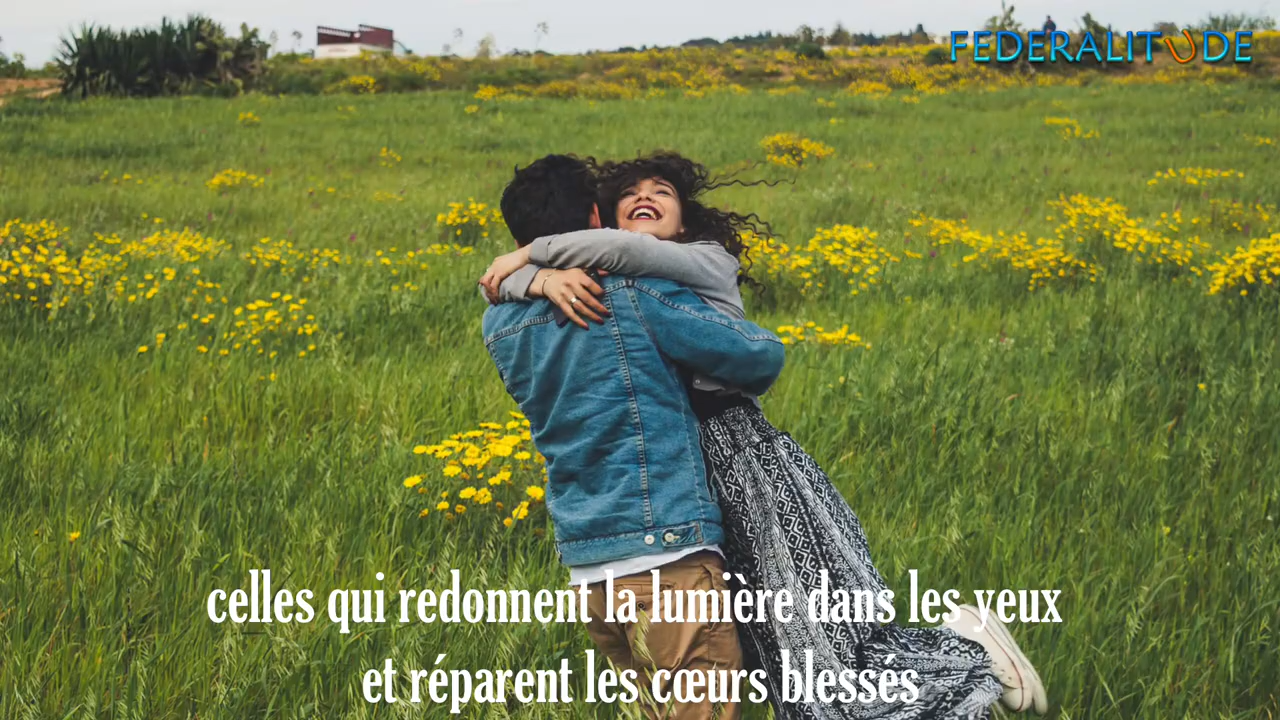 FEDERALITUDE
celles qui redonnent la lumière dans les yeux
et réparent les cœurs blessés